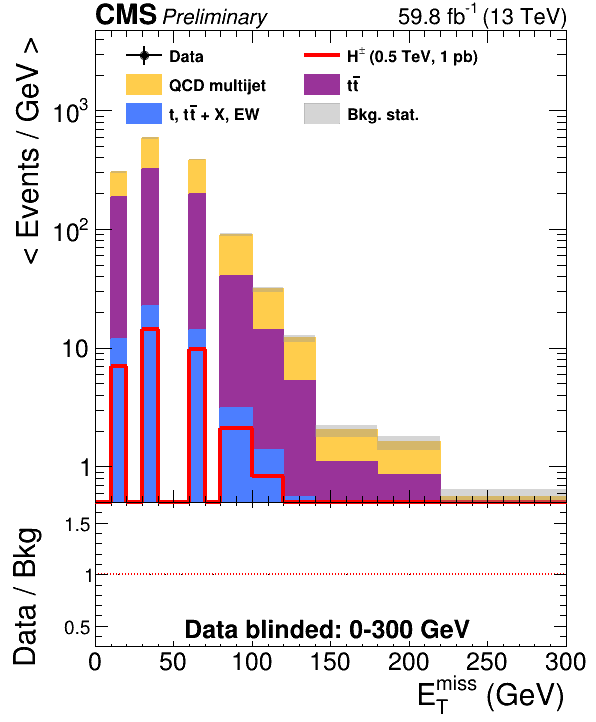 CMS Preliminary 59.8 fb⁻¹ (13 TeV)
< Events / GeV >
Data
H± (0.5 TeV, 1 pb)
QCD multijet
tt̄
t, tt̄ + X, EW
Bkg. stat.
10³
10²
10
1
Data / Bkg
1.5
1
0.5
Data blinded: 0-300 GeV
0 50 100 150 200 250 300
E_T^miss (GeV)